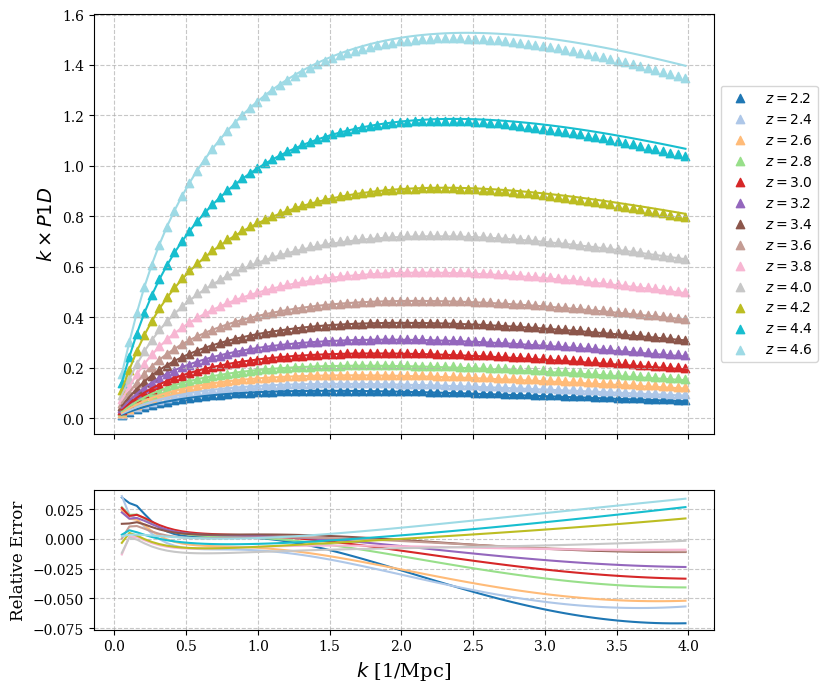 1.6
1.4
1.2
1.0
0.8
0.6
0.4
0.2
0.0
k × P1D
z = 2.2
z = 2.4
z = 2.6
z = 2.8
z = 3.0
z = 3.2
z = 3.4
z = 3.6
z = 3.8
z = 4.0
z = 4.2
z = 4.4
z = 4.6
0.025
0.000
−0.025
−0.050
−0.075
Relative Error
0.0 0.5 1.0 1.5 2.0 2.5 3.0 3.5 4.0
k [1/Mpc]